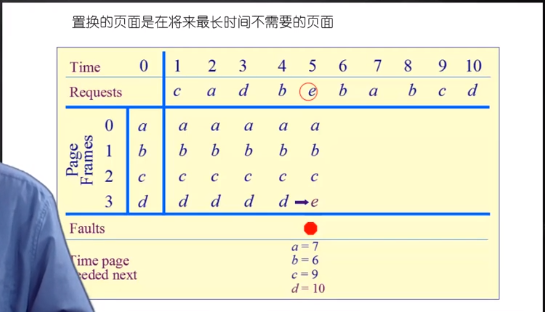 置换的页面是在将来最长时间不需要的页面
Time 0 1 2 3 4 5 6 7 8 9 10
Requests c a d b e b a b c d
Page Frames
0 a a a a a a
1 b b b b b b
2 c c c c c c
3 d d d d d e
Faults
a = 7
Time page b = 6
needed next c = 9
d = 10